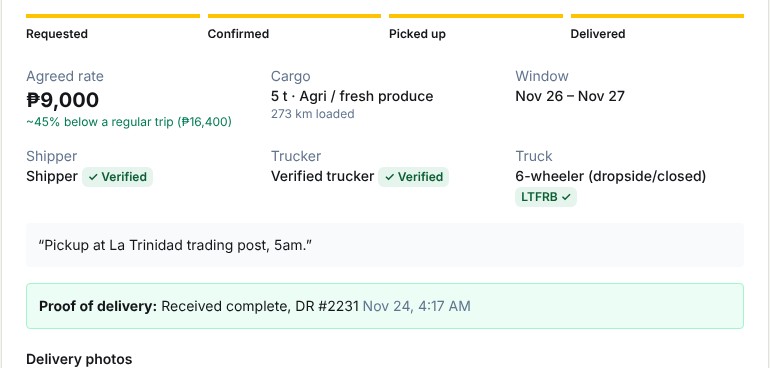 Requested
Confirmed
Picked up
Delivered
Agreed rate
₱9,000
~45% below a regular trip (₱16,400)
Cargo
5 t · Agri / fresh produce
273 km loaded
Window
Nov 26 – Nov 27
Shipper
Shipper ✓ Verified
Trucker
Verified trucker ✓ Verified
Truck
6-wheeler (dropside/closed)
LTFRB ✓
“Pickup at La Trinidad trading post, 5am.”
Proof of delivery: Received complete, DR #2231 Nov 24, 4:17 AM
Delivery photos